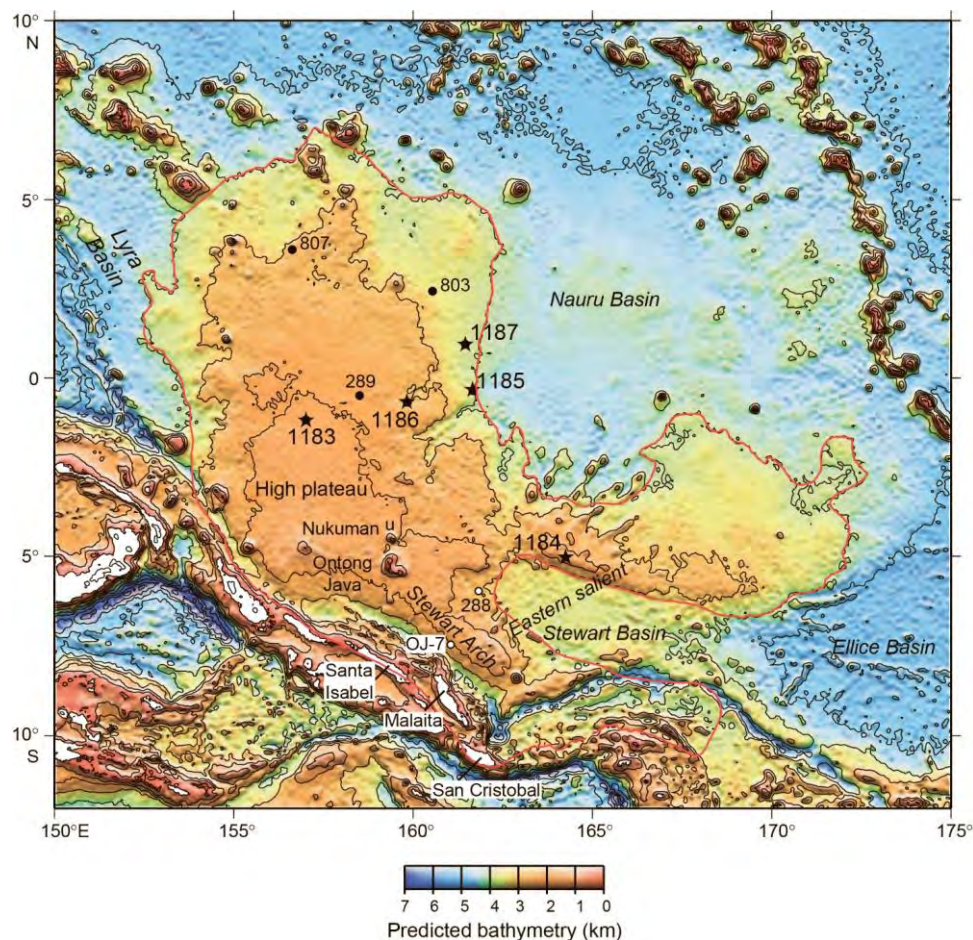 10°
N
5°
0
5°
10°
S
150°E
155°
160°
165°
170°
175°
Lyra
Basin
807
803
Nauru Basin
1187
1185
289
1186
1183
High plateau
Nukuman u
Ontong
Java
1184
288
Eastern salient
Stewart Arch
Stewart Basin
Ellice Basin
OJ-7
Santa
Isabel
Malaita
San Cristobal
7 6 5 4 3 2 1 0
Predicted bathymetry (km)